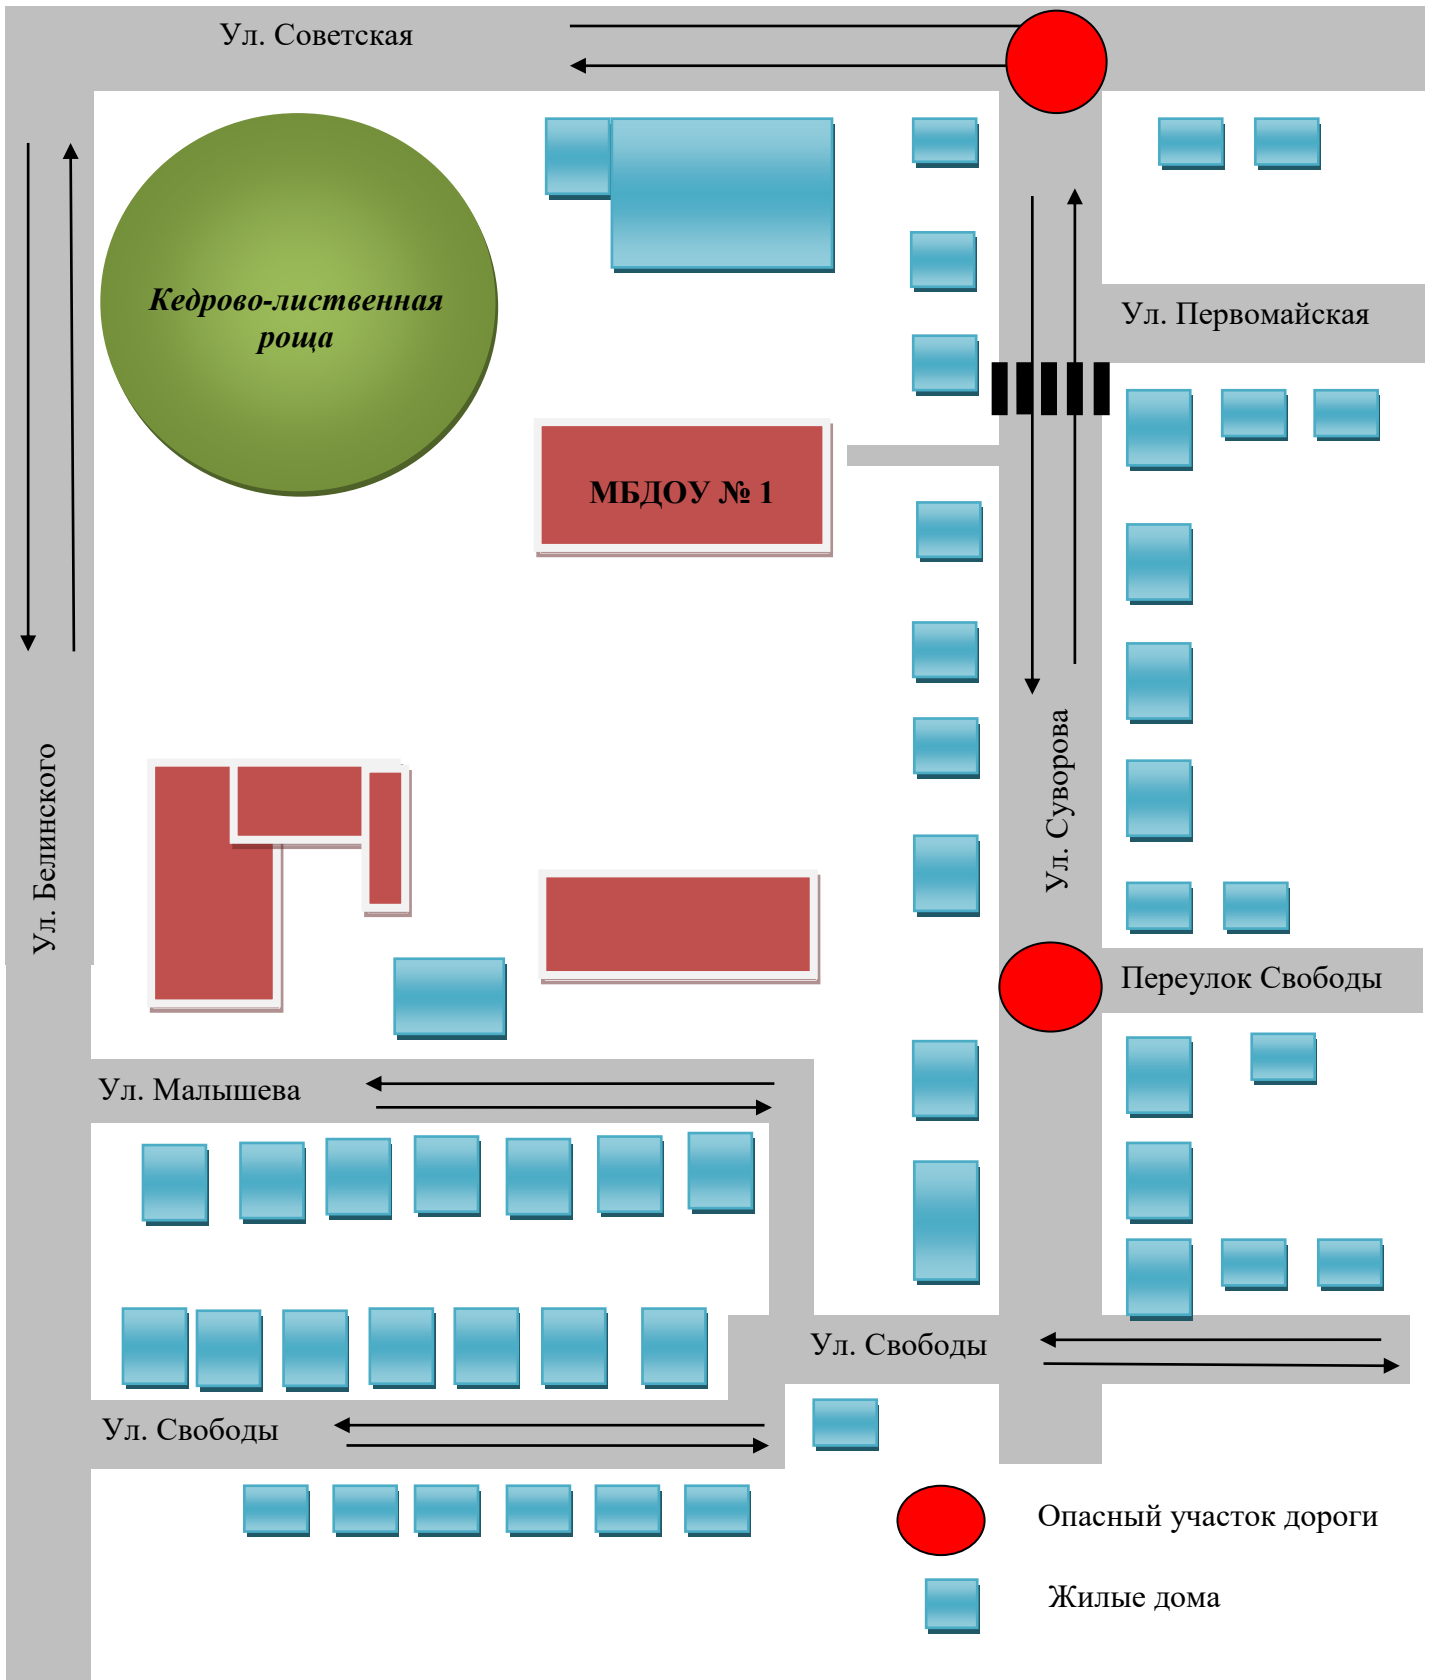 Ул. Советская
Кедрово-лиственная
роща
Ул. Первомайская
МБДОУ № 1
Ул. Белинского
Ул. Суворова
Переулок Свободы
Ул. Малышева
Ул. Свободы
Ул. Свободы
Опасный участок дороги
Жилые дома